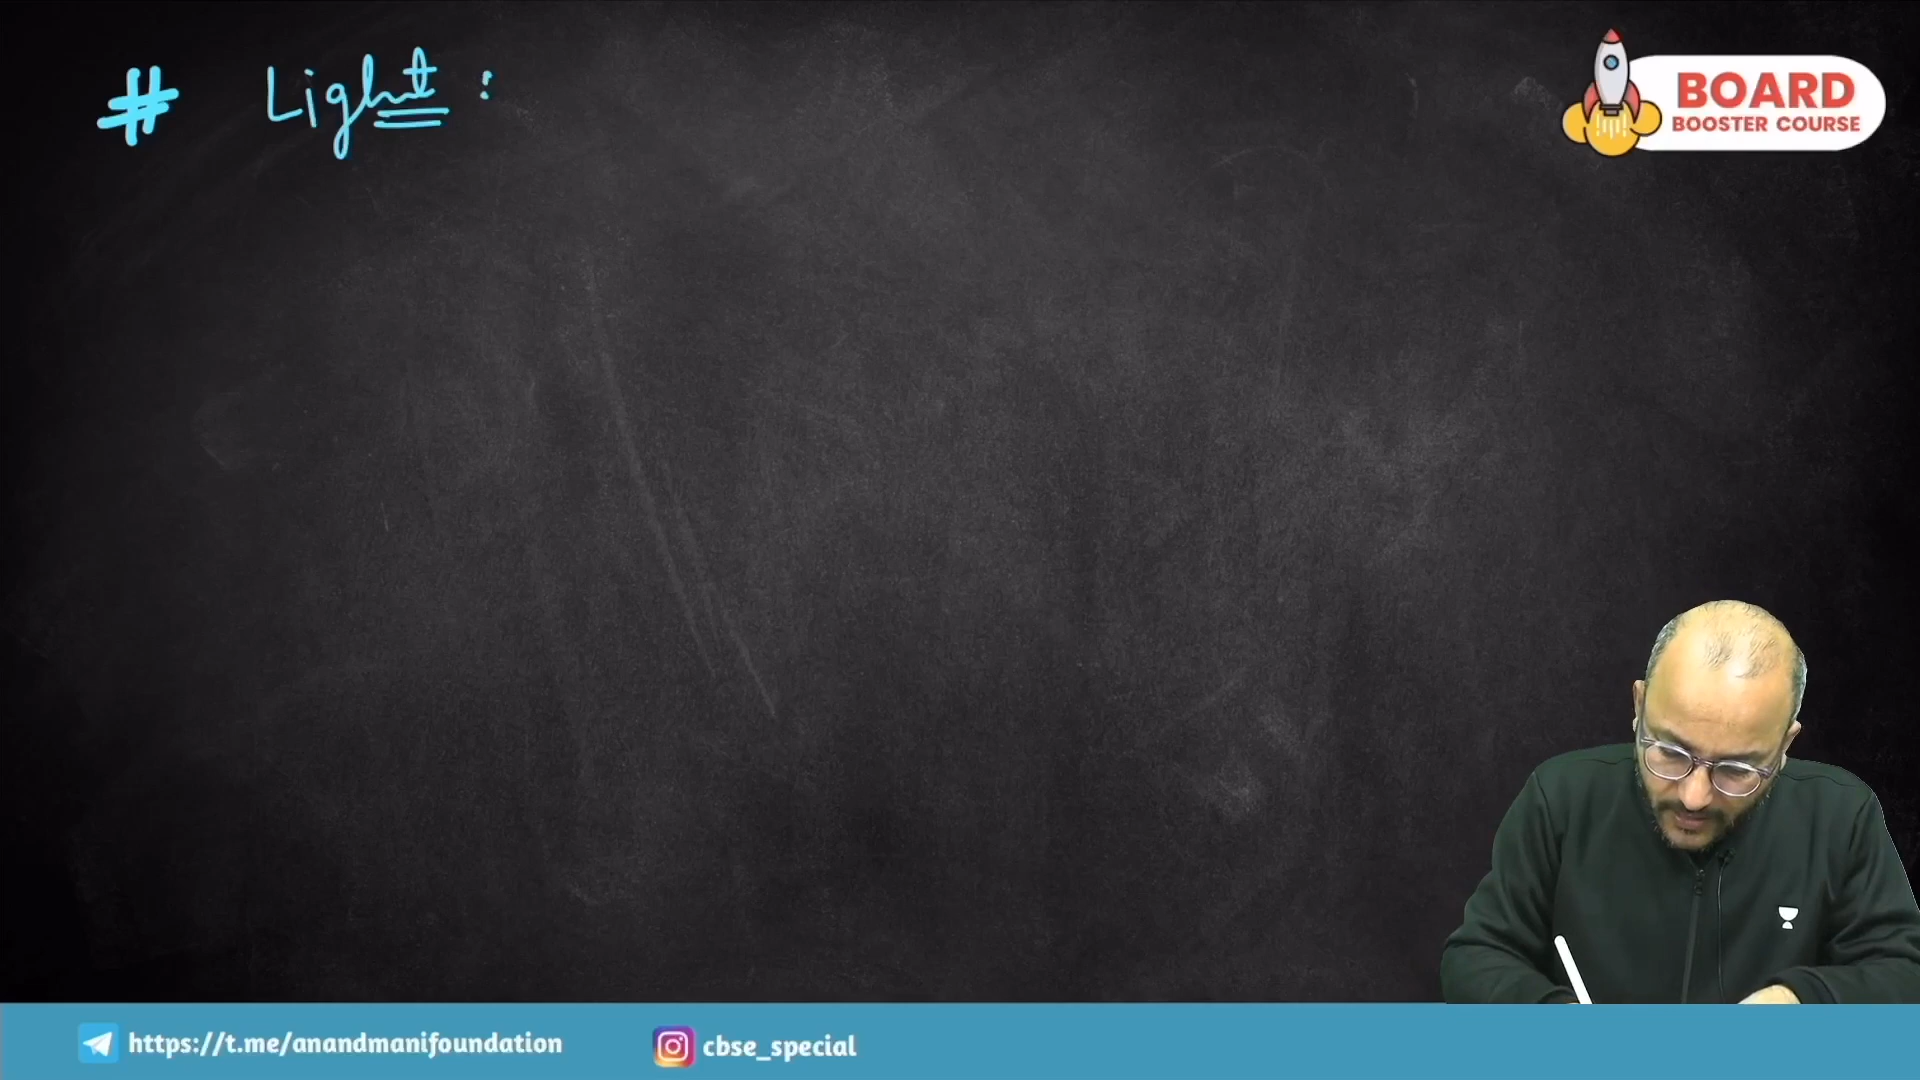 # Light :
BOARD
BOOSTER COURSE
https://t.me/anandmanifoundation
cbse_special